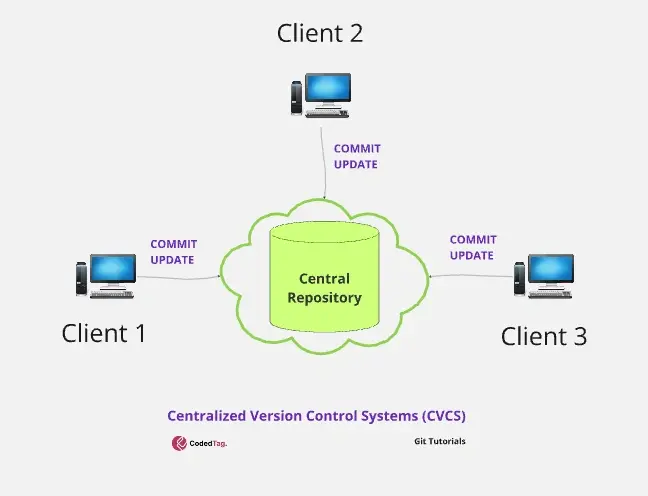 Client 2
COMMIT
UPDATE
COMMIT
UPDATE
COMMIT
UPDATE
Central
Repository
Client 1
Client 3
Centralized Version Control Systems (CVCS)
CodedTag.
Git Tutorials